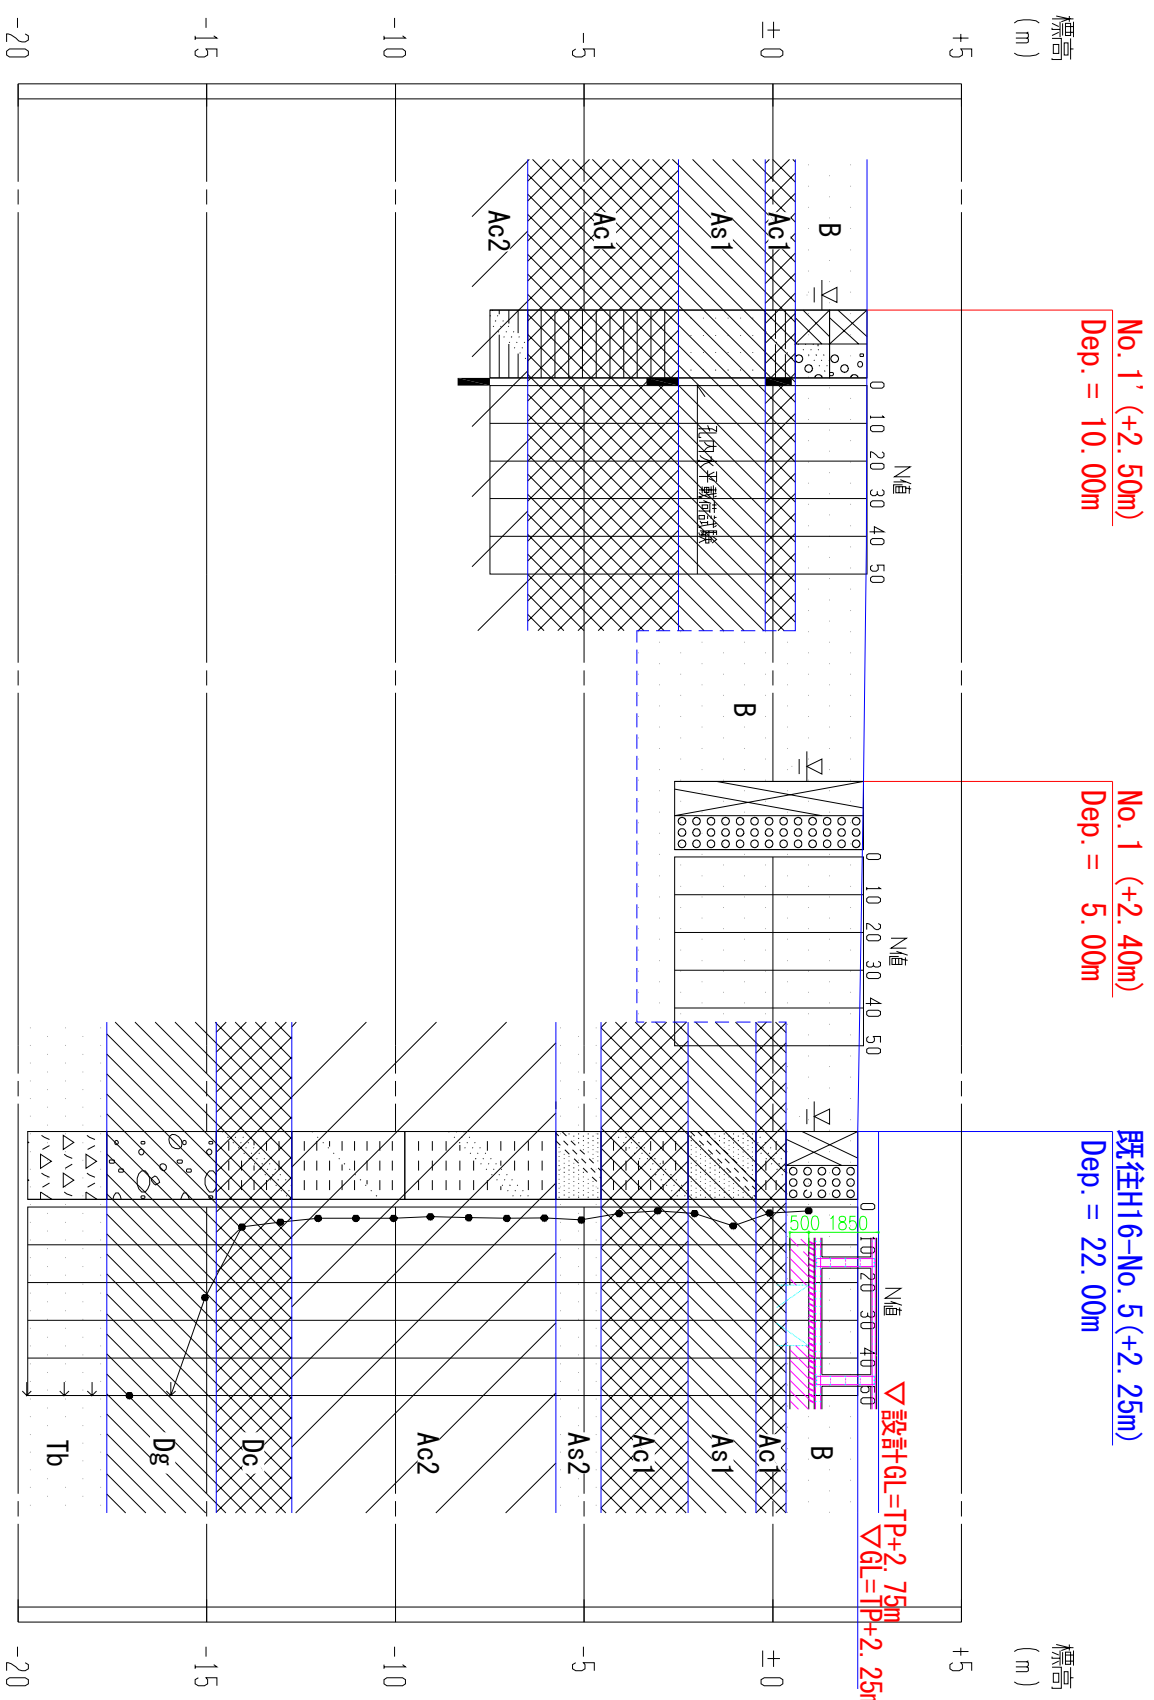 標高
(m)
+5
±0
-5
-10
-15
-20
No. 1' (+2. 50m)
Dep. = 10. 00m
N値
0 10 20 30 40 50
孔内水平載荷試験
B
Ac1
As1
Ac1
Ac2
No. 1 (+2. 40m)
Dep. = 5. 00m
N値
0 10 20 30 40 50
B
既往H16-No. 5 (+2. 25m)
Dep. = 22. 00m
N値
0 10 20 30 40 50
500 1850
▽設計GL=TP+2. 75m
▽GL=TP+2. 25m
B
Ac1
As1
Ac1
As2
Ac2
Dc
Dg
Tb
標高
(m)
+5
±0
-5
-10
-15
-20